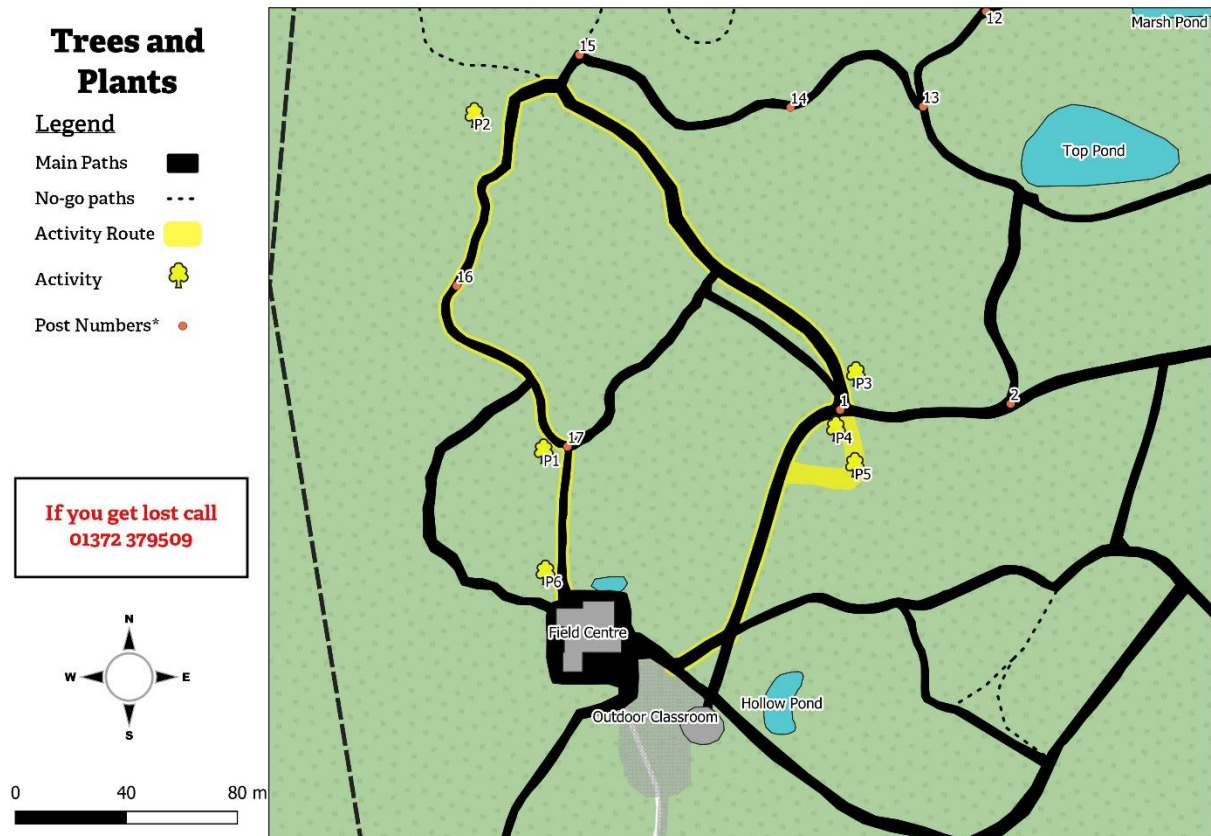 Trees and
Plants
Legend
Main Paths
No-go paths
Activity Route
Activity
Post Numbers*
If you get lost call
01372 379509
N
W E
S
0 40 80 m
12
Marsh Pond
15
P2
14
13
Top Pond
16
P3
1
2
P4
17
P1
P5
P6
Field Centre
Hollow Pond
Outdoor Classroom